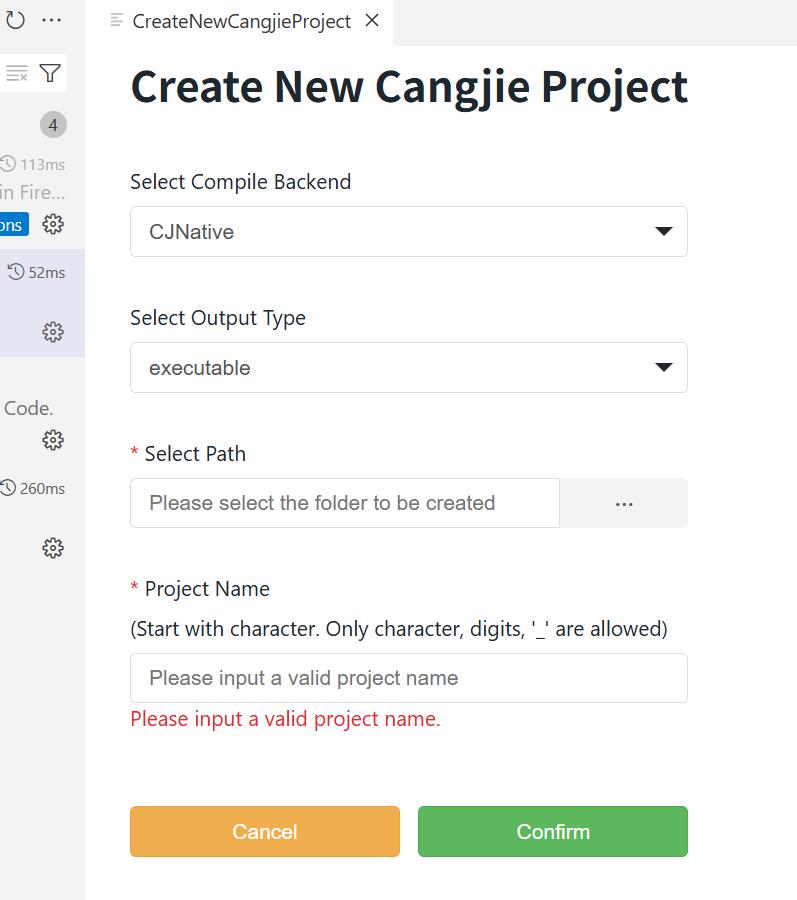 CreateNewCangjieProject
4
113ms
in Fire...
ons
52ms
Code.
260ms
Create New Cangjie Project
Select Compile Backend
CJNative
Select Output Type
executable
* Select Path
Please select the folder to be created
...
* Project Name
(Start with character. Only character, digits, '_' are allowed)
Please input a valid project name
Please input a valid project name.
Cancel
Confirm